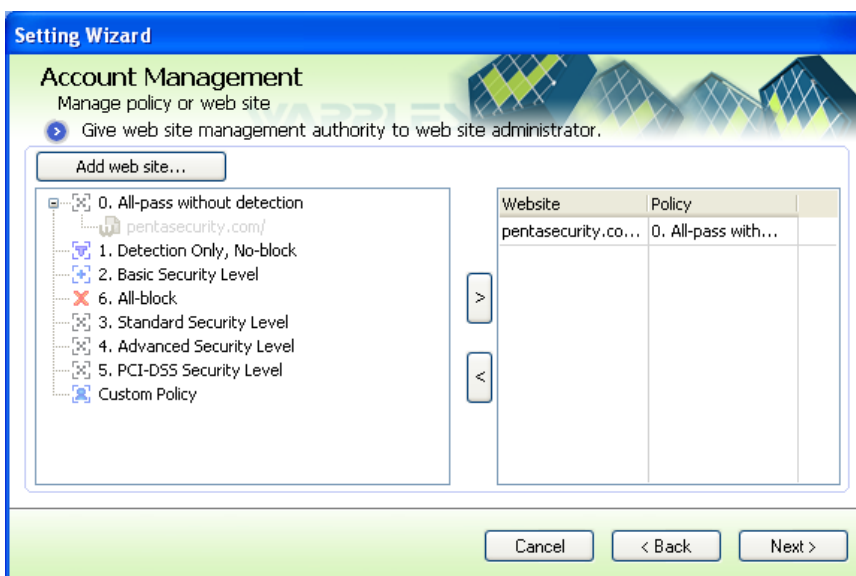 Setting Wizard
Account Management
Manage policy or web site
WAPPLES
Give web site management authority to web site administrator.
Add web site...
0. All-pass without detection
pentasecurity.com/
1. Detection Only, No-block
2. Basic Security Level
6. All-block
3. Standard Security Level
4. Advanced Security Level
5. PCI-DSS Security Level
Custom Policy
>
<
Website Policy
pentasecurity.co... 0. All-pass with...
Cancel < Back Next >